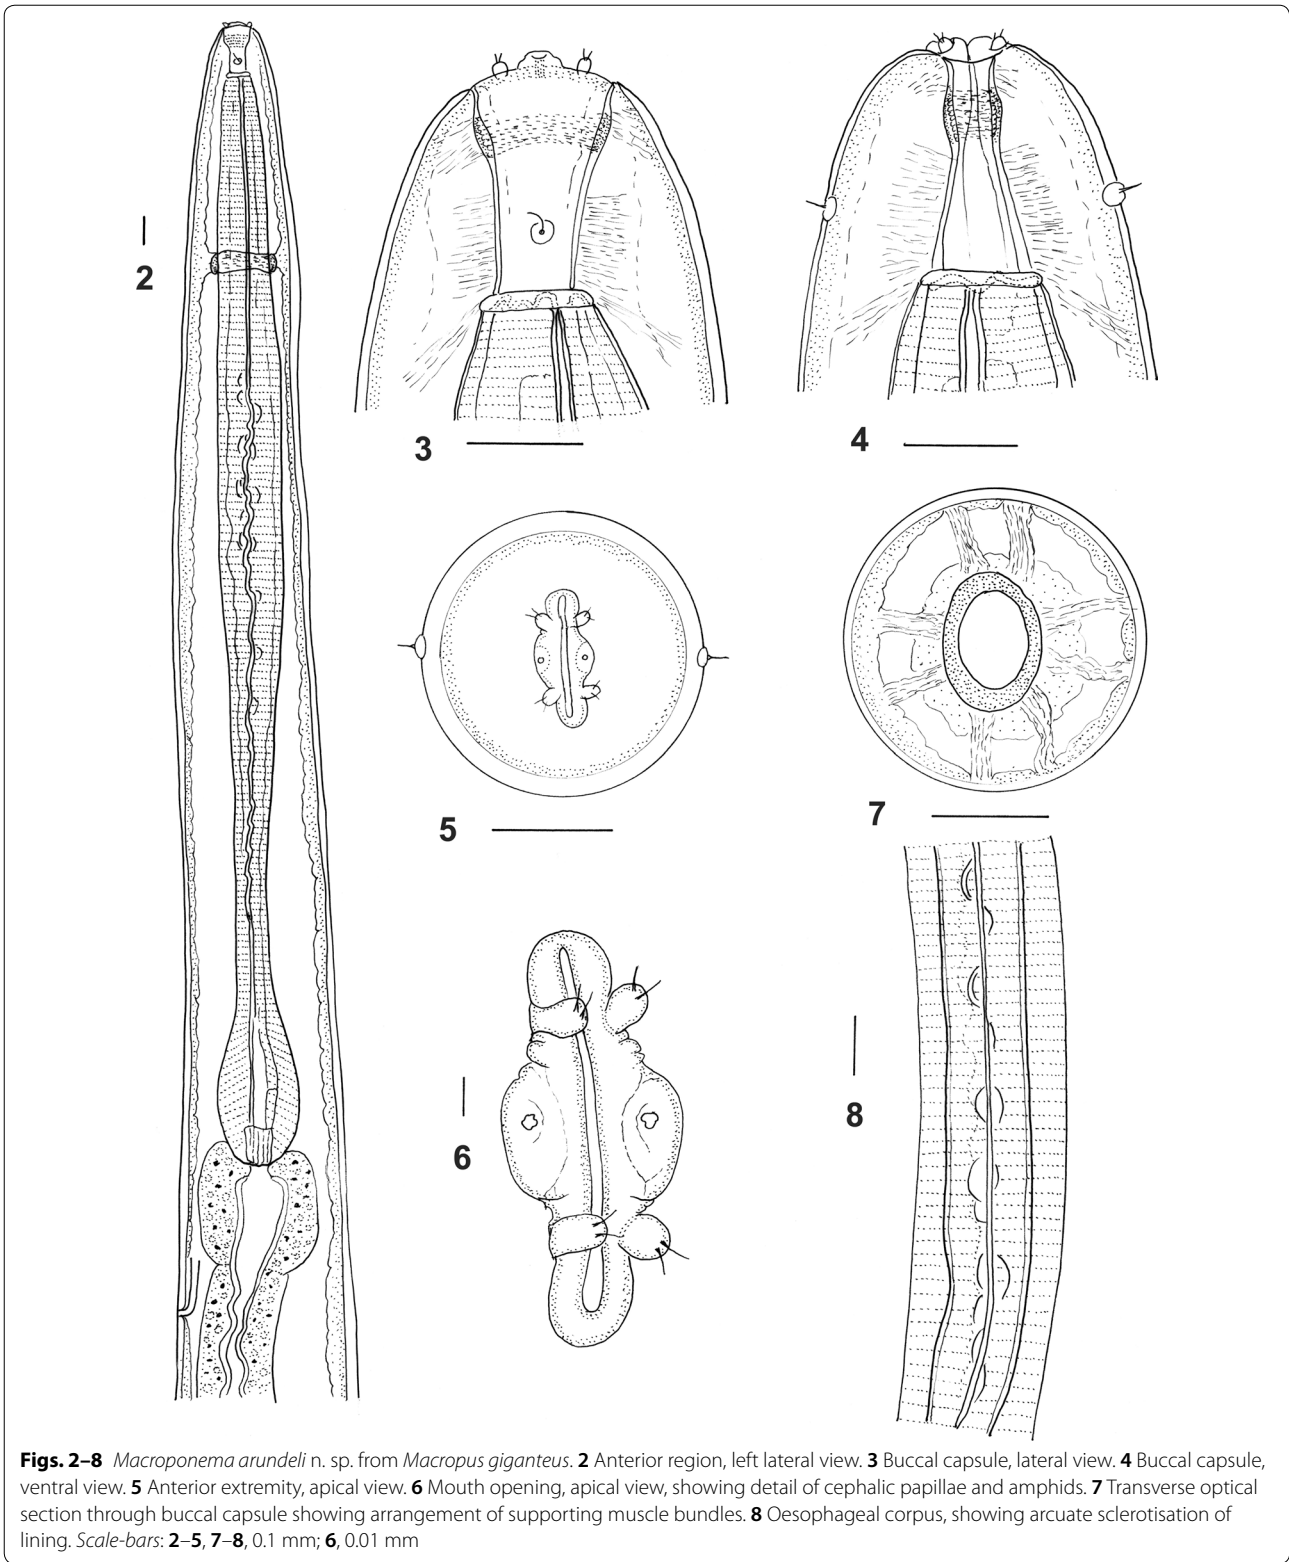 2
3
4
5
7
6
8
Figs. 2–8 Macroponema arundeli n. sp. from Macropus giganteus. 2 Anterior region, left lateral view. 3 Buccal capsule, lateral view. 4 Buccal capsule,
ventral view. 5 Anterior extremity, apical view. 6 Mouth opening, apical view, showing detail of cephalic papillae and amphids. 7 Transverse optical
section through buccal capsule showing arrangement of supporting muscle bundles. 8 Oesophageal corpus, showing arcuate sclerotisation of
lining. Scale-bars: 2–5, 7–8, 0.1 mm; 6, 0.01 mm